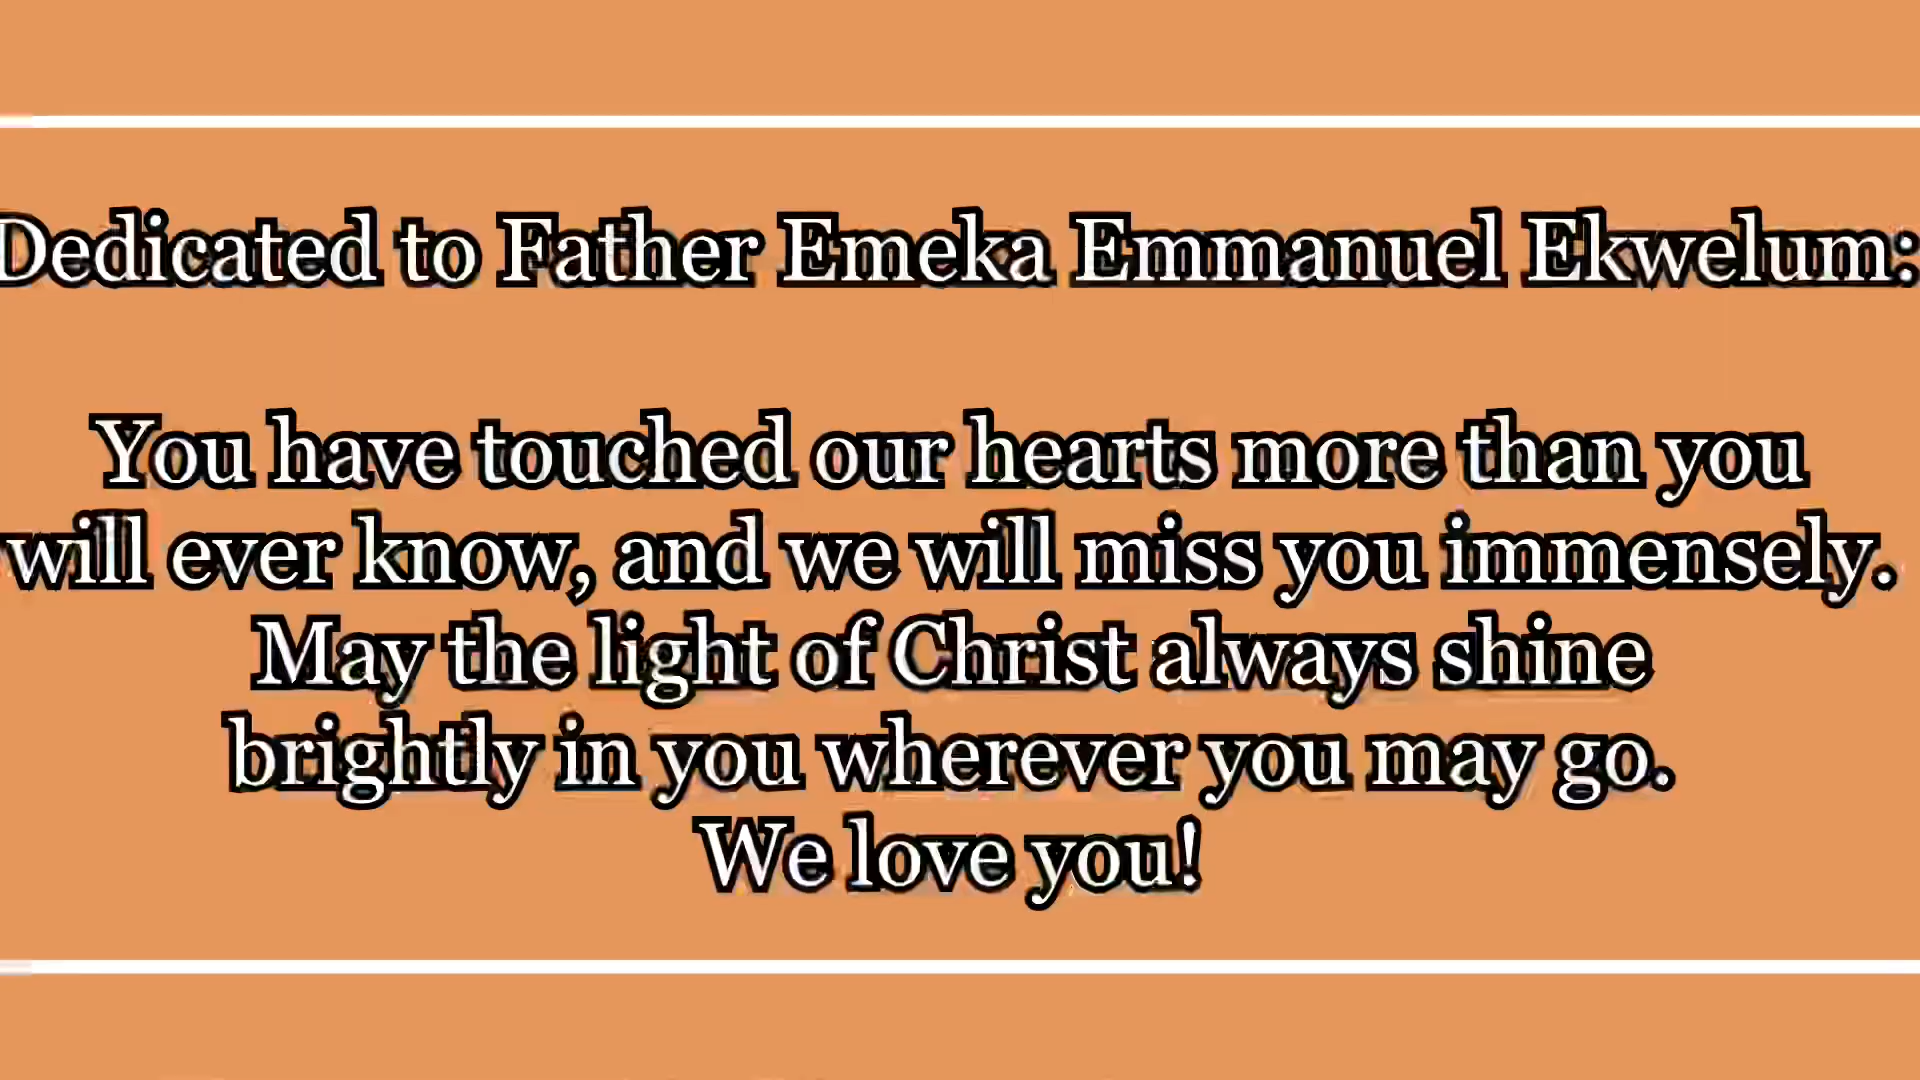 Dedicated to Father Emeka Emmanuel Ekwelum:
You have touched our hearts more than you
will ever know, and we will miss you immensely.
May the light of Christ always shine
brightly in you wherever you may go.
We love you!